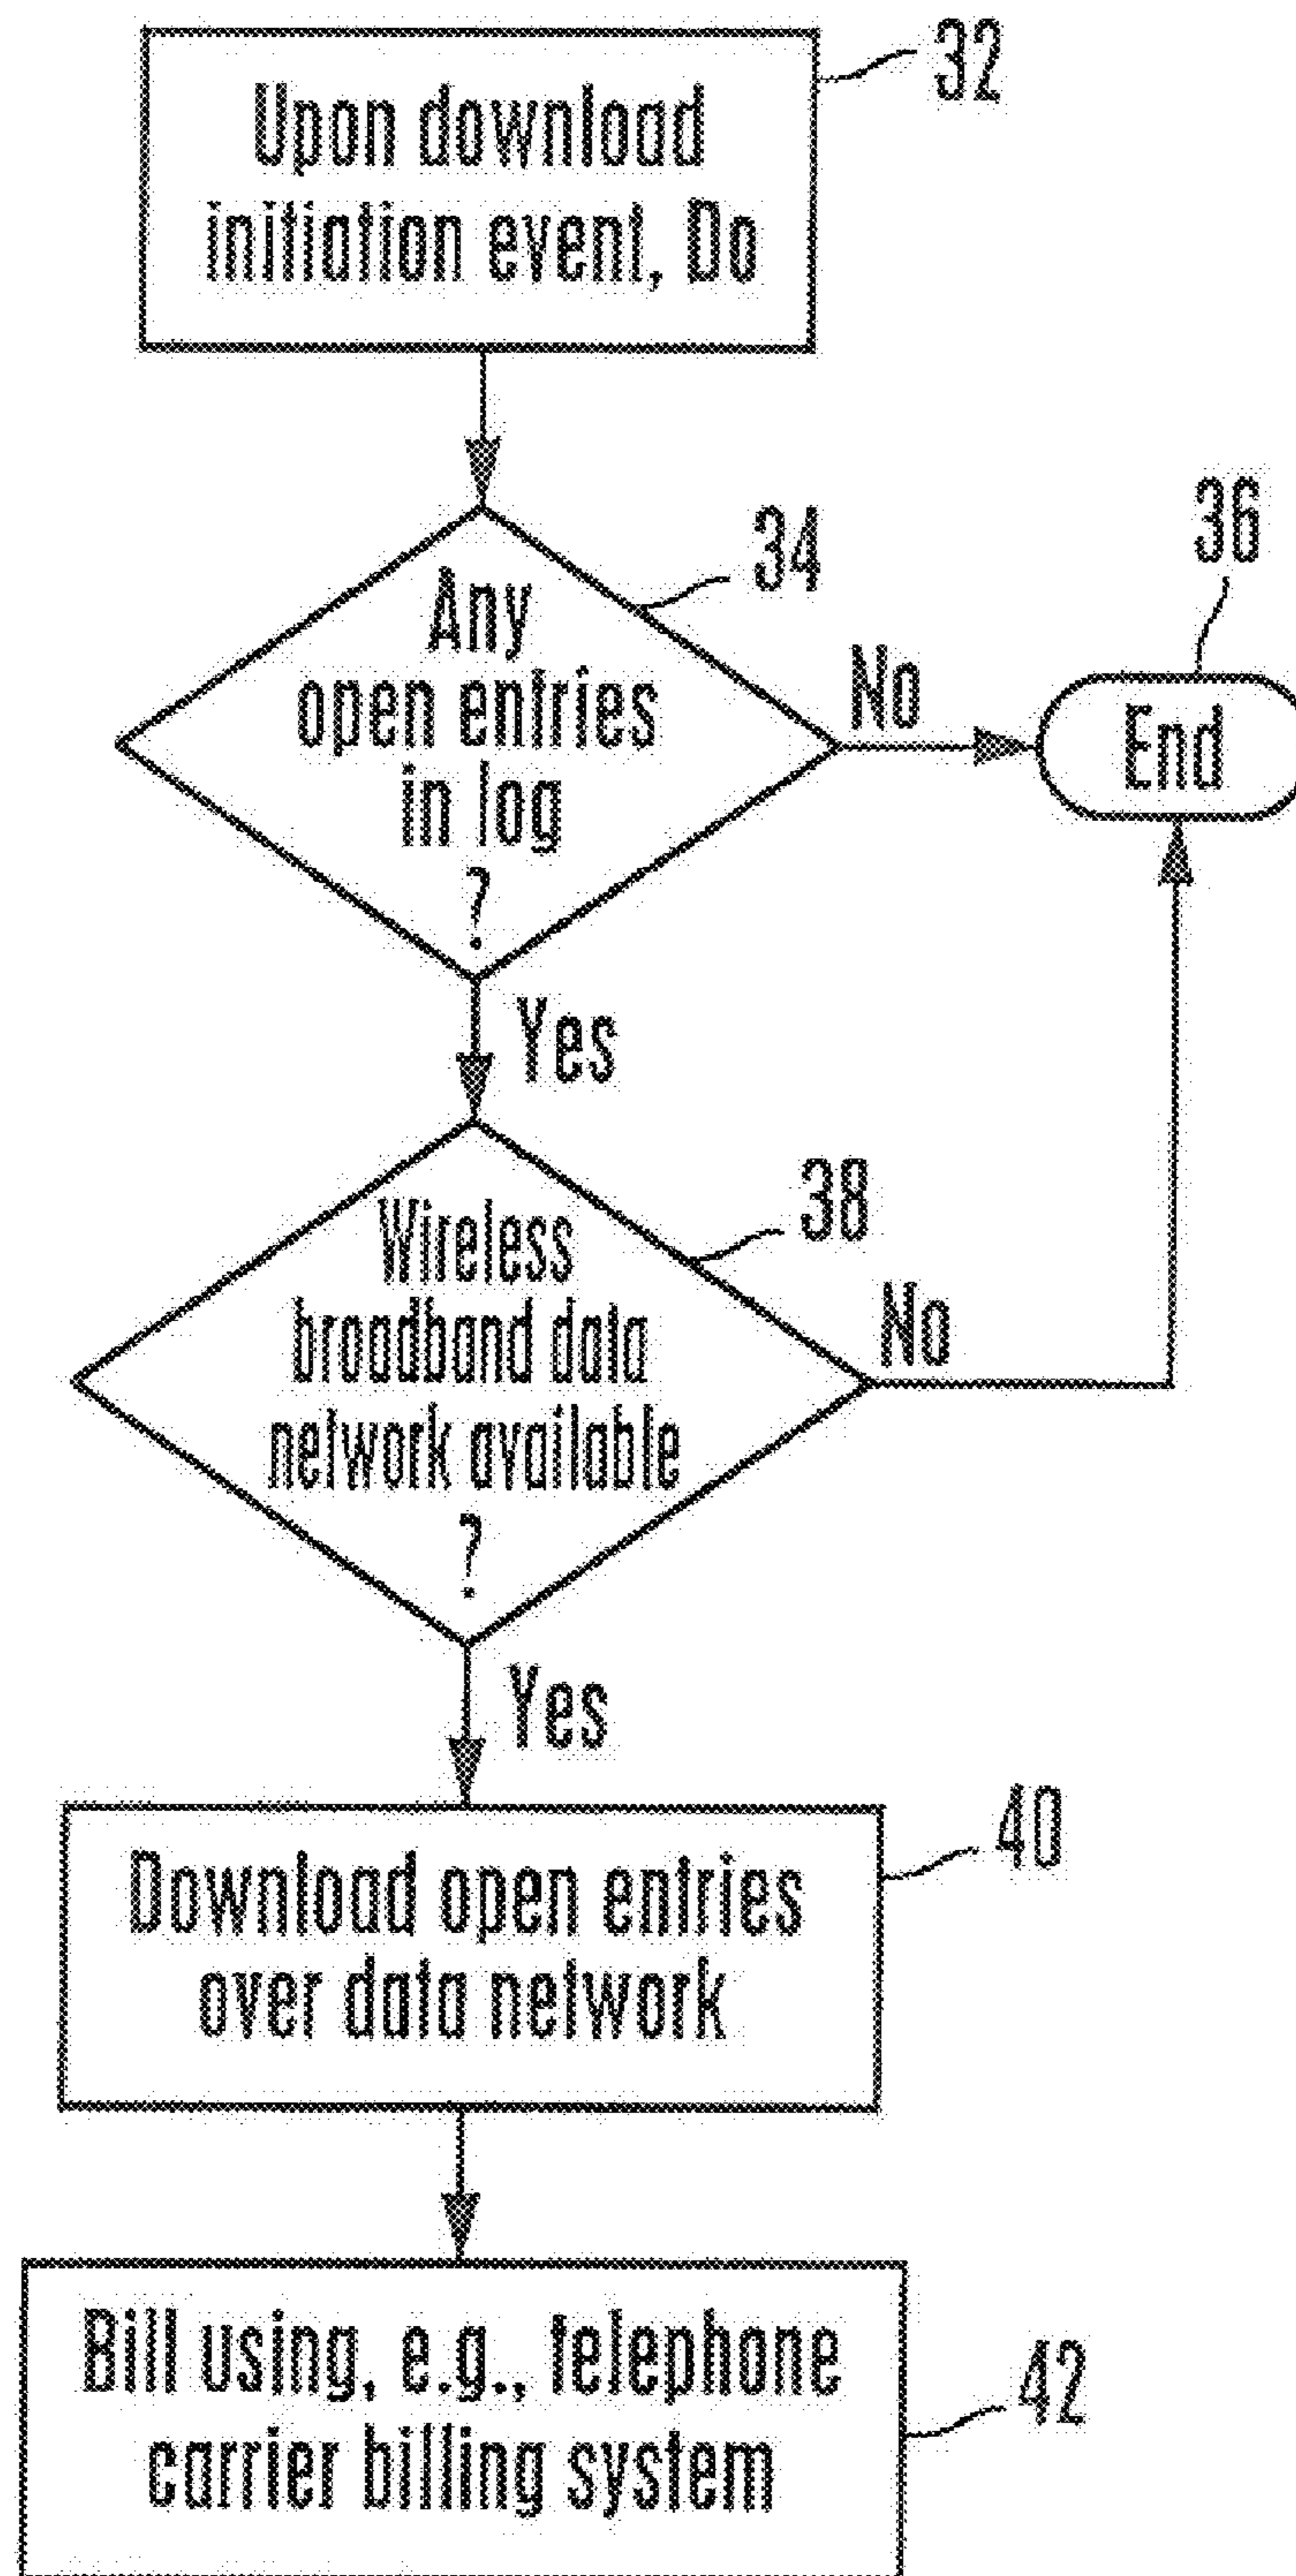 32
Upon download
initiation event, Do
34
36
Any
open entries
in log
?
No
End
Yes
38
Wireless
broadband data
network available
?
No
Yes
40
Download open entries
over data network
42
Bill using, e.g., telephone
carrier billing system